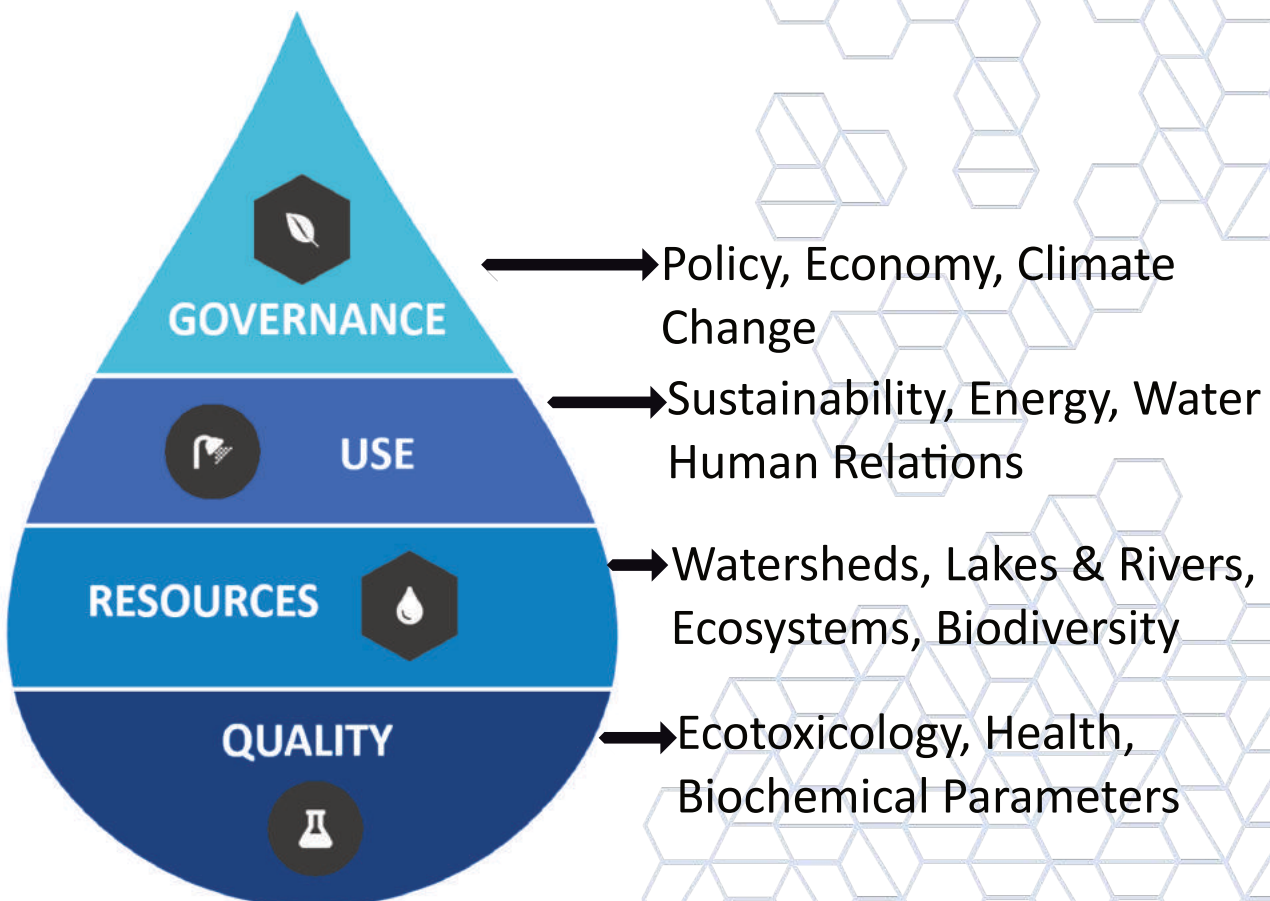 GOVERNANCE
Policy, Economy, Climate
Change
USE
Sustainability, Energy, Water
Human Relations
RESOURCES
Watersheds, Lakes & Rivers,
Ecosystems, Biodiversity
QUALITY
Ecotoxicology, Health,
Biochemical Parameters